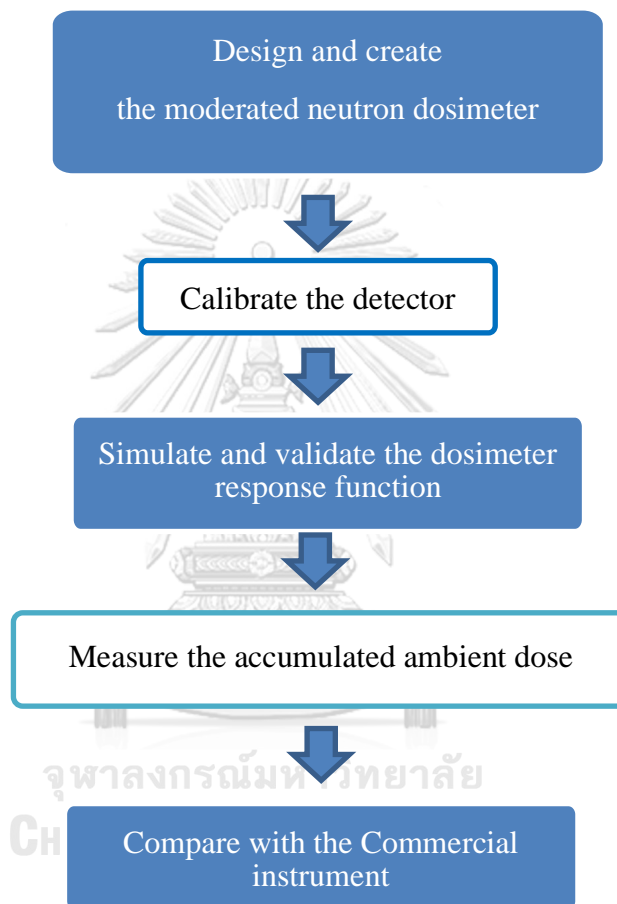 Design and create
the moderated neutron dosimeter
Calibrate the detector
Simulate and validate the dosimeter
response function
Measure the accumulated ambient dose
จุฬาลงกรณ์มหาวิทยาลัย
Compare with the Commercial
instrument